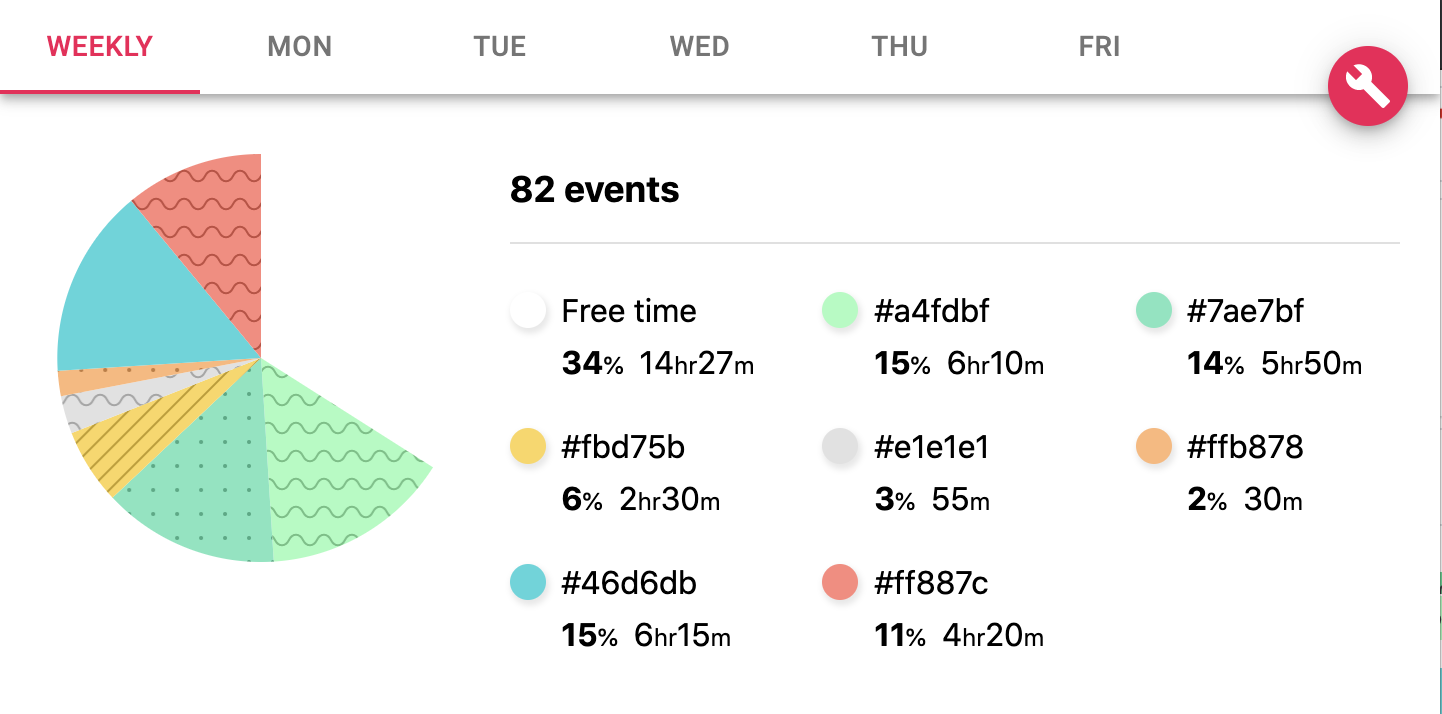 WEEKLY MON TUE WED THU FRI
82 events
Free time #a4fdbf #7ae7bf
34% 14hr27m 15% 6hr10m 14% 5hr50m
#fbd75b #e1e1e1 #ffb878
6% 2hr30m 3% 55m 2% 30m
#46d6db #ff887c
15% 6hr15m 11% 4hr20m